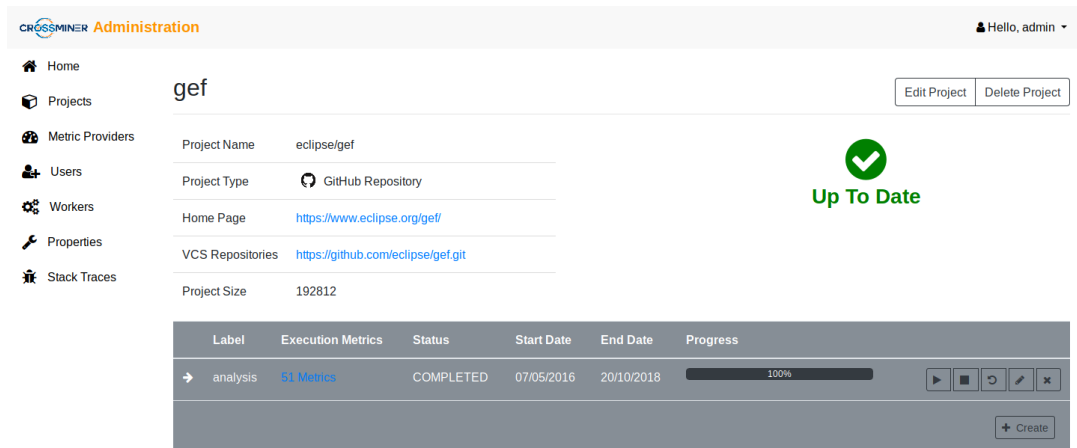 CROSSMINER Administration
Hello, admin
Home
Projects
Metric Providers
Users
Workers
Properties
Stack Traces
gef
Edit Project Delete Project
Project Name eclipse/gef
Project Type GitHub Repository
Home Page https://www.eclipse.org/gef/
VCS Repositories https://github.com/eclipse/gef.git
Project Size 192812
Up To Date
Label Execution Metrics Status Start Date End Date Progress
analysis 51 Metrics COMPLETED 07/05/2016 20/10/2018 100%
Create